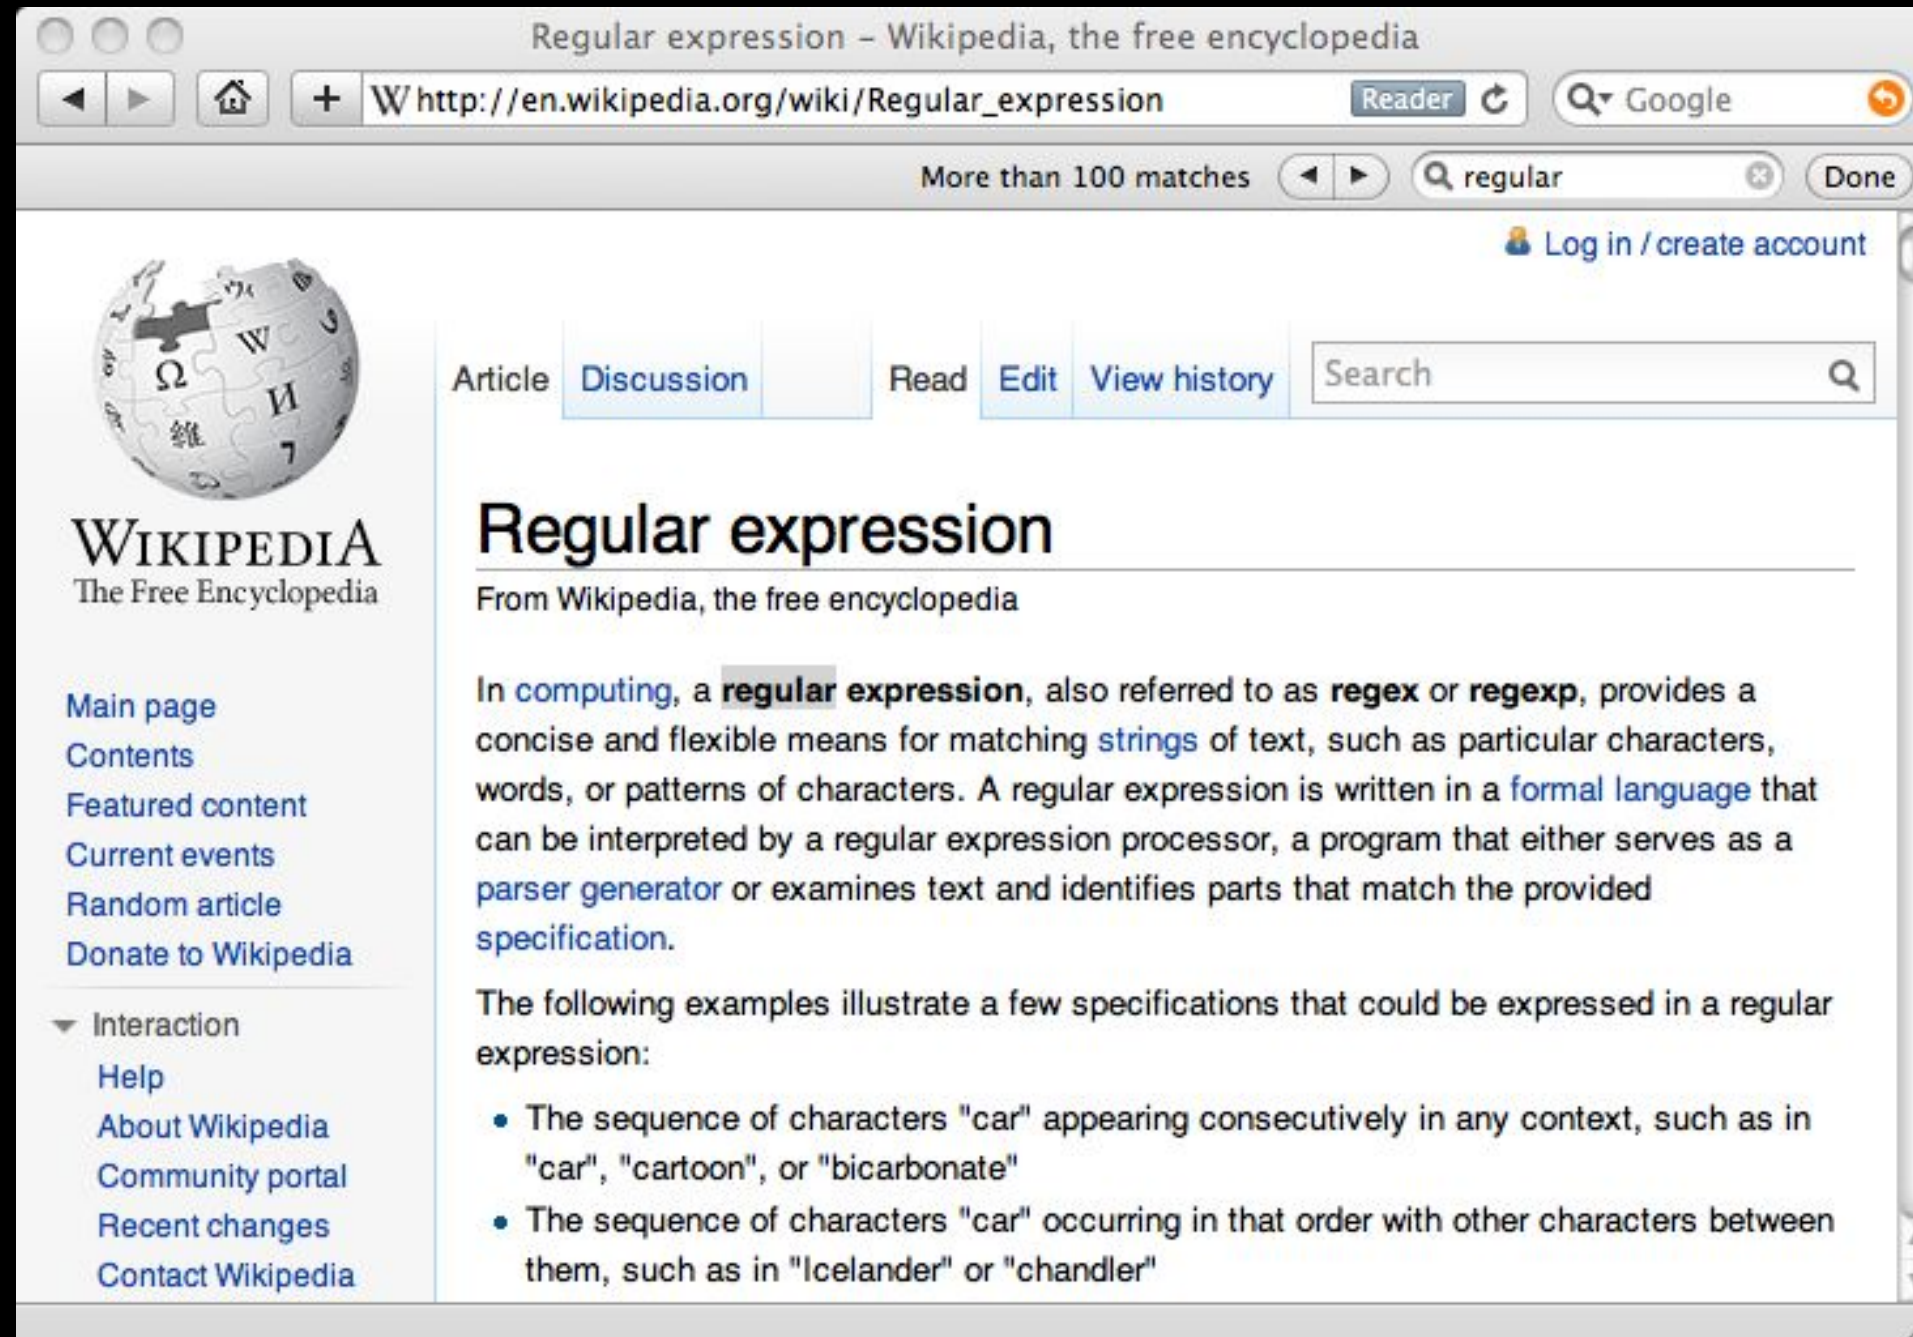 Regular expression – Wikipedia, the free encyclopedia
W http://en.wikipedia.org/wiki/Regular_expression Reader Google
More than 100 matches regular Done
Log in / create account
Ω W И
維 7
WIKIPEDIA
The Free Encyclopedia
Article Discussion Read Edit View history Search
Regular expression
From Wikipedia, the free encyclopedia
In computing, a regular expression, also referred to as regex or regexp, provides a
concise and flexible means for matching strings of text, such as particular characters,
words, or patterns of characters. A regular expression is written in a formal language that
can be interpreted by a regular expression processor, a program that either serves as a
parser generator or examines text and identifies parts that match the provided
specification.
The following examples illustrate a few specifications that could be expressed in a regular
expression:
• The sequence of characters "car" appearing consecutively in any context, such as in
"car", "cartoon", or "bicarbonate"
• The sequence of characters "car" occurring in that order with other characters between
them, such as in "Icelander" or "chandler"
Main page
Contents
Featured content
Current events
Random article
Donate to Wikipedia
Interaction
Help
About Wikipedia
Community portal
Recent changes
Contact Wikipedia